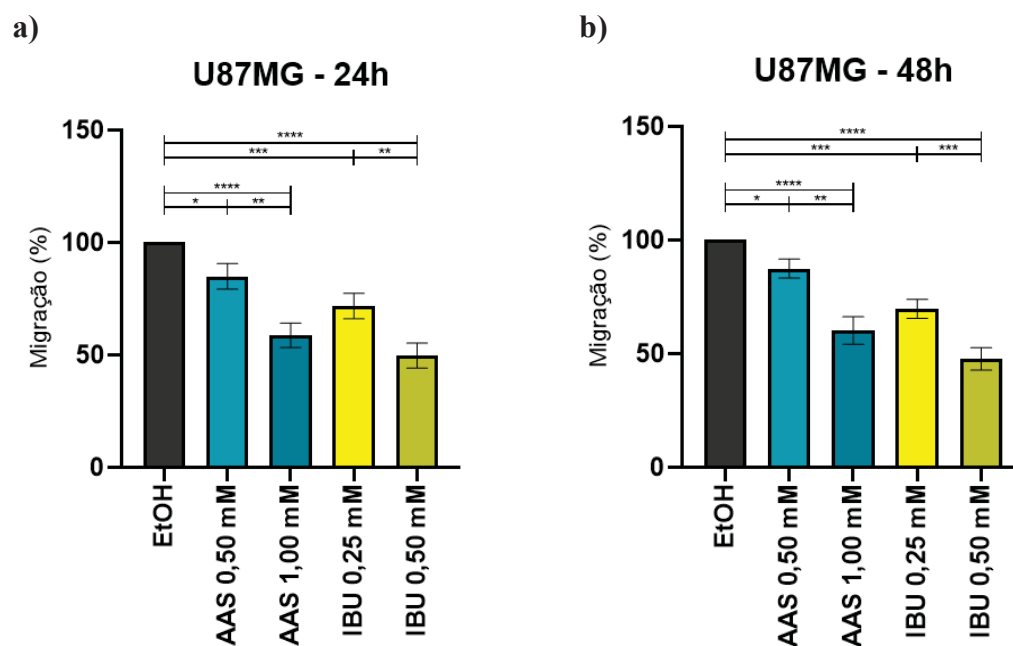 a)
U87MG - 24h
Migração (%)
150
100
50
0
****
***
**
****
*
**
EtOH
AAS 0,50 mM
AAS 1,00 mM
IBU 0,25 mM
IBU 0,50 mM
b)
U87MG - 48h
Migração (%)
150
100
50
0
****
***
***
****
*
**
EtOH
AAS 0,50 mM
AAS 1,00 mM
IBU 0,25 mM
IBU 0,50 mM